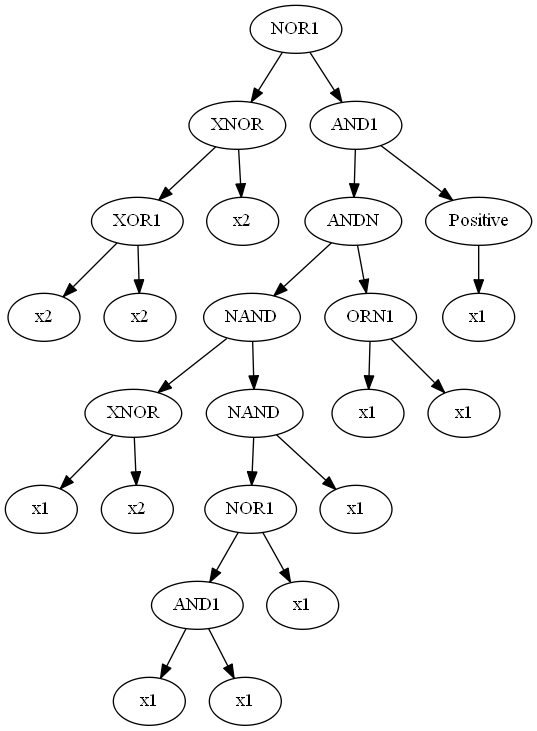 NOR1
XNOR AND1
XOR1 x2 ANDN Positive
x2 x2 NAND ORN1 x1
XNOR NAND x1 x1
x1 x2 NOR1 x1
AND1 x1
x1 x1